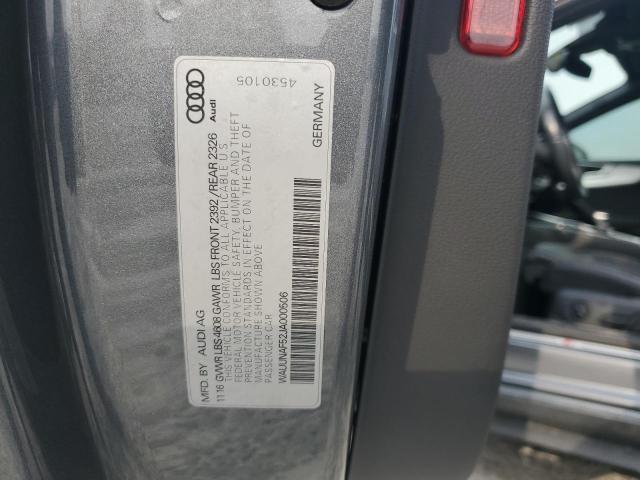 MFD.BY AUDI AG
11 16 GVWR LBS 4608 GAWR LBS FRONT 2392 / REAR 2326
THIS VEHICLE CONFORMS TO ALL APPLICABLE U.S.
FEDERAL MOTOR VEHICLE SAFETY, BUMPER AND THEFT
PREVENTION STANDARDS IN EFFECT ON THE DATE OF
MANUFACTURE SHOWN ABOVE
PASSENGER CAR
WAUUNAF52JA000506
GERMANY
Audi
4530105